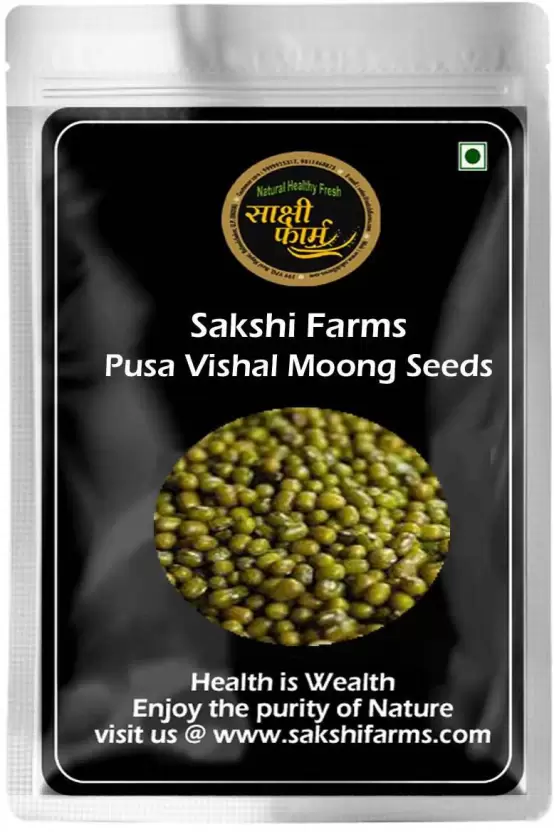 Natural Healthy Fresh
साक्षी
फार्म
Sakshi Farms
Pusa Vishal Moong Seeds
Health is Wealth
Enjoy the purity of Nature
visit us @ www.sakshifarms.com